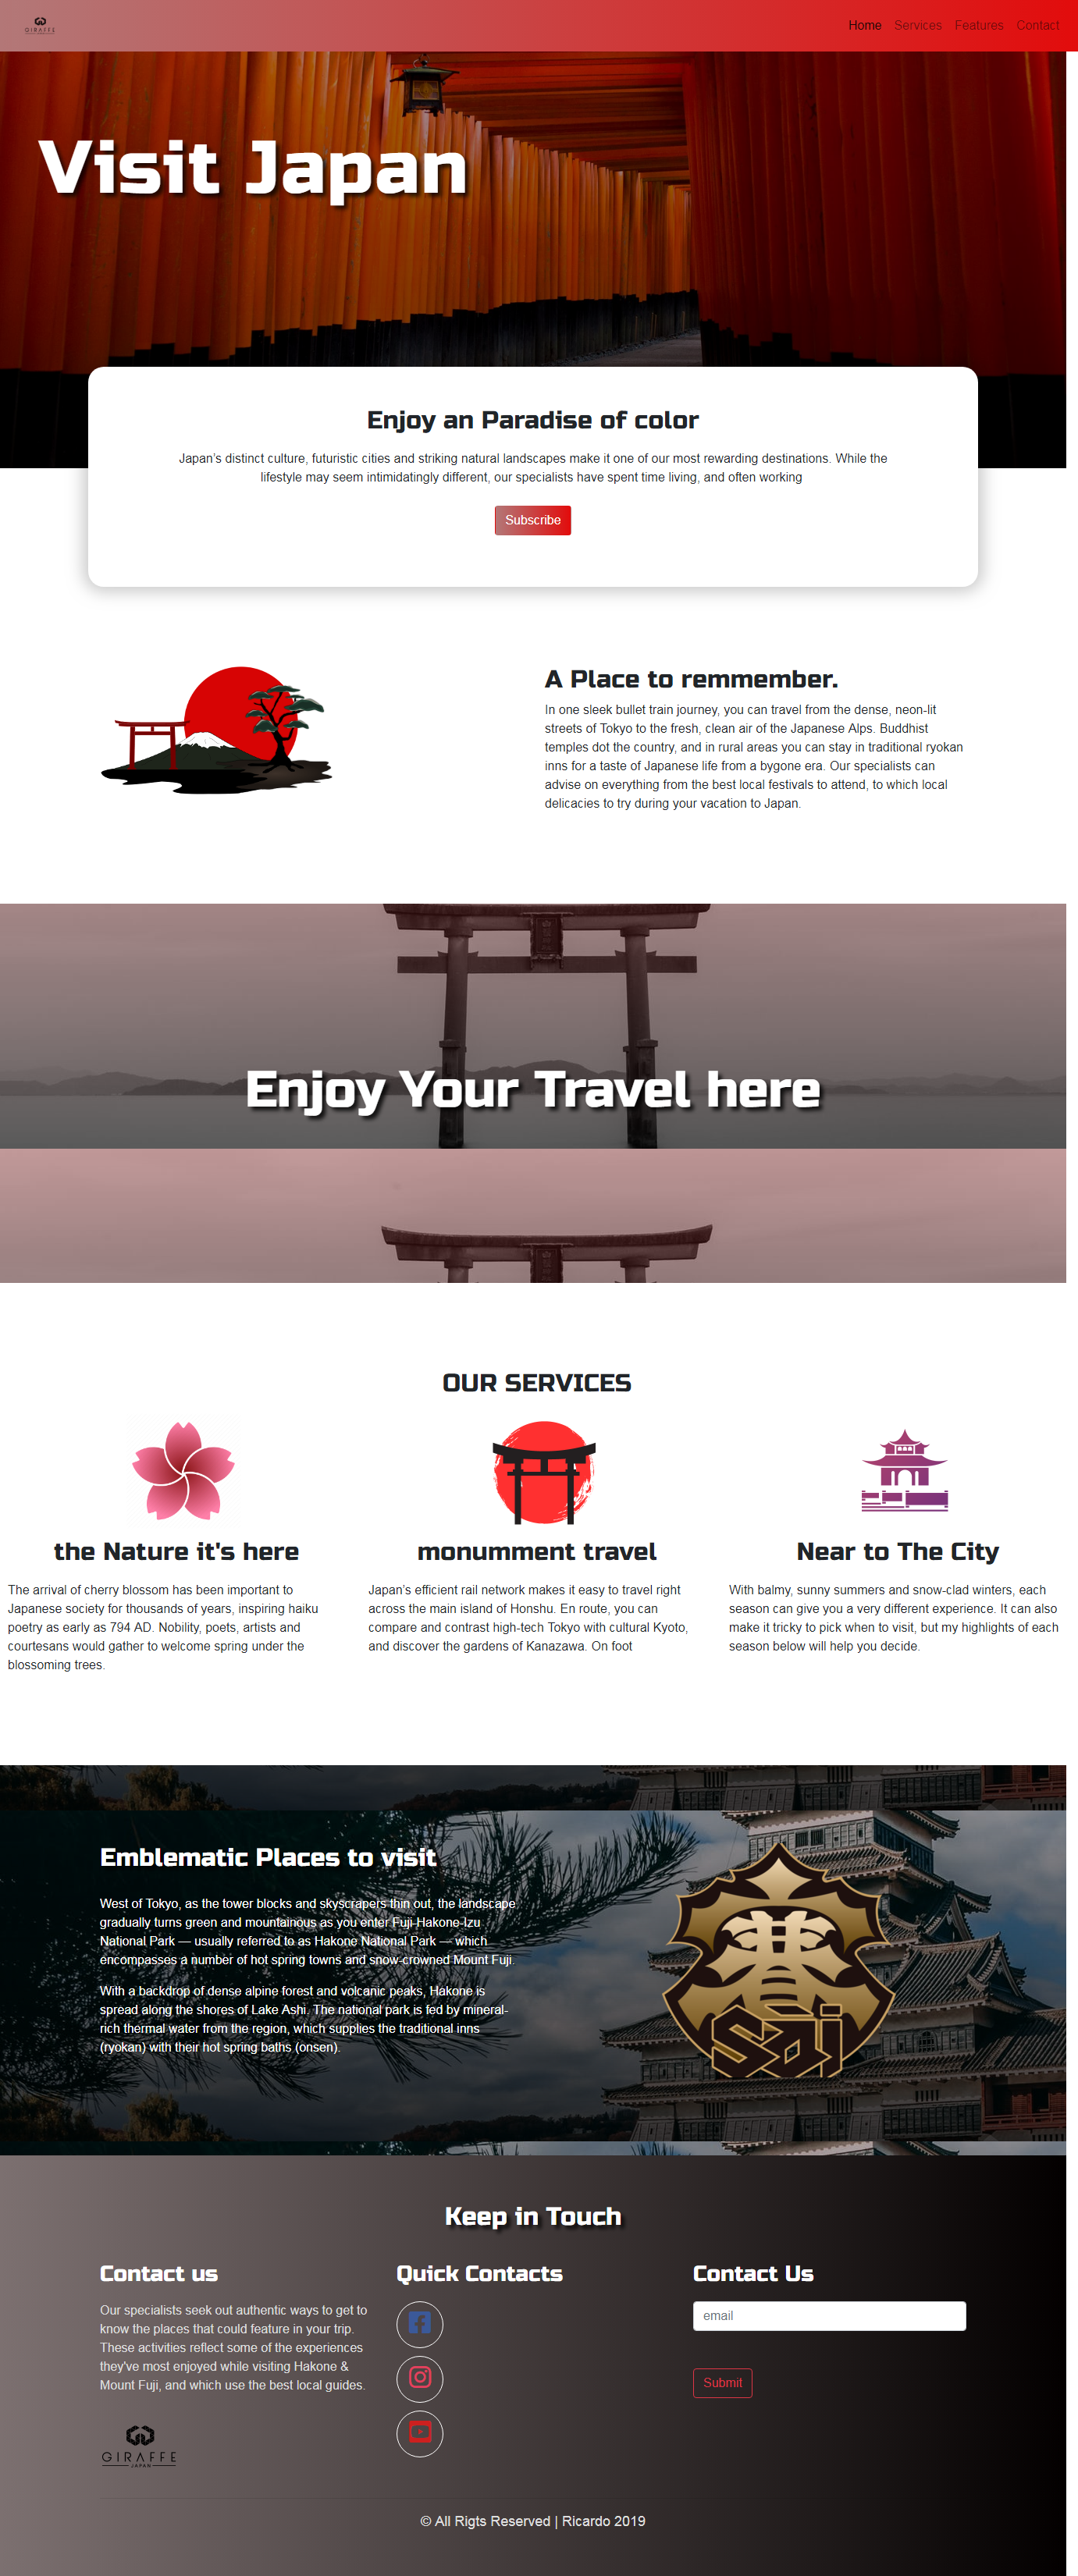 GIRAFFE
Home Services Features Contact
Visit Japan
Enjoy an Paradise of color
Japan's distinct culture, futuristic cities and striking natural landscapes make it one of our most rewarding destinations. While the
lifestyle may seem intimidatingly different, our specialists have spent time living, and often working
Subscribe
A Place to remmember.
In one sleek bullet train journey, you can travel from the dense, neon-lit
streets of Tokyo to the fresh, clean air of the Japanese Alps. Buddhist
temples dot the country, and in rural areas you can stay in traditional ryokan
inns for a taste of Japanese life from a bygone era. Our specialists can
advise on everything from the best local festivals to attend, to which local
delicacies to try during your vacation to Japan.
Enjoy Your Travel here
OUR SERVICES
the Nature it's here
The arrival of cherry blossom has been important to
Japanese society for thousands of years, inspiring haiku
poetry as early as 794 AD. Nobility, poets, artists and
courtesans would gather to welcome spring under the
blossoming trees.
monumment travel
Japan's efficient rail network makes it easy to travel right
across the main island of Honshu. En route, you can
compare and contrast high-tech Tokyo with cultural Kyoto,
and discover the gardens of Kanazawa. On foot
Near to The City
With balmy, sunny summers and snow-clad winters, each
season can give you a very different experience. It can also
make it tricky to pick when to visit, but my highlights of each
season below will help you decide.
Emblematic Places to visit
West of Tokyo, as the tower blocks and skyscrapers thin out, the landscape
gradually turns green and mountainous as you enter Fuji-Hakone-Izu
National Park — usually referred to as Hakone National Park — which
encompasses a number of hot spring towns and snow-crowned Mount Fuji.
With a backdrop of dense alpine forest and volcanic peaks, Hakone is
spread along the shores of Lake Ashi. The national park is fed by mineral-
rich thermal water from the region, which supplies the traditional inns
(ryokan) with their hot spring baths (onsen).
Sai
Keep in Touch
Contact us
Our specialists seek out authentic ways to get to
know the places that could feature in your trip.
These activities reflect some of the experiences
they've most enjoyed while visiting Hakone &
Mount Fuji, and which use the best local guides.
GIRAFFE
JAPAN
Quick Contacts
Contact Us
email
Submit
© All Rigts Reserved | Ricardo 2019